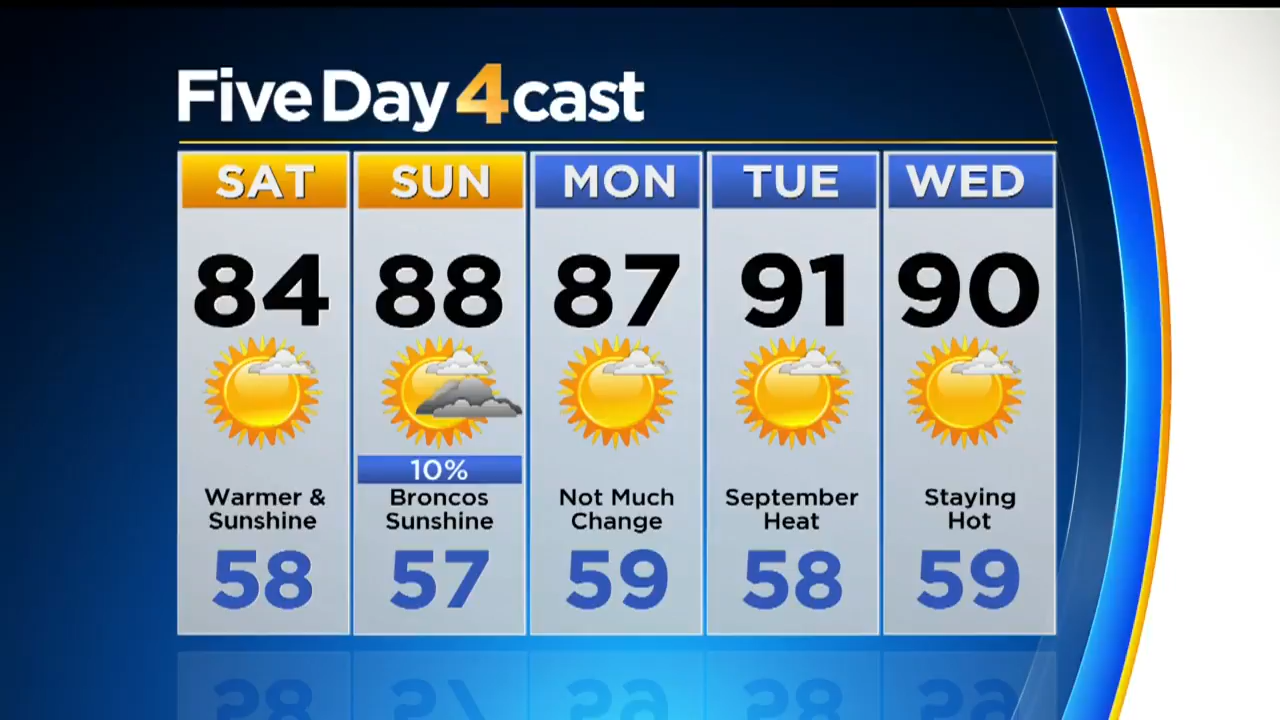 Five Day 4cast
SAT SUN MON TUE WED
84 88 87 91 90
10%
Warmer & Broncos Not Much September Staying
Sunshine Sunshine Change Heat Hot
58 57 59 58 59